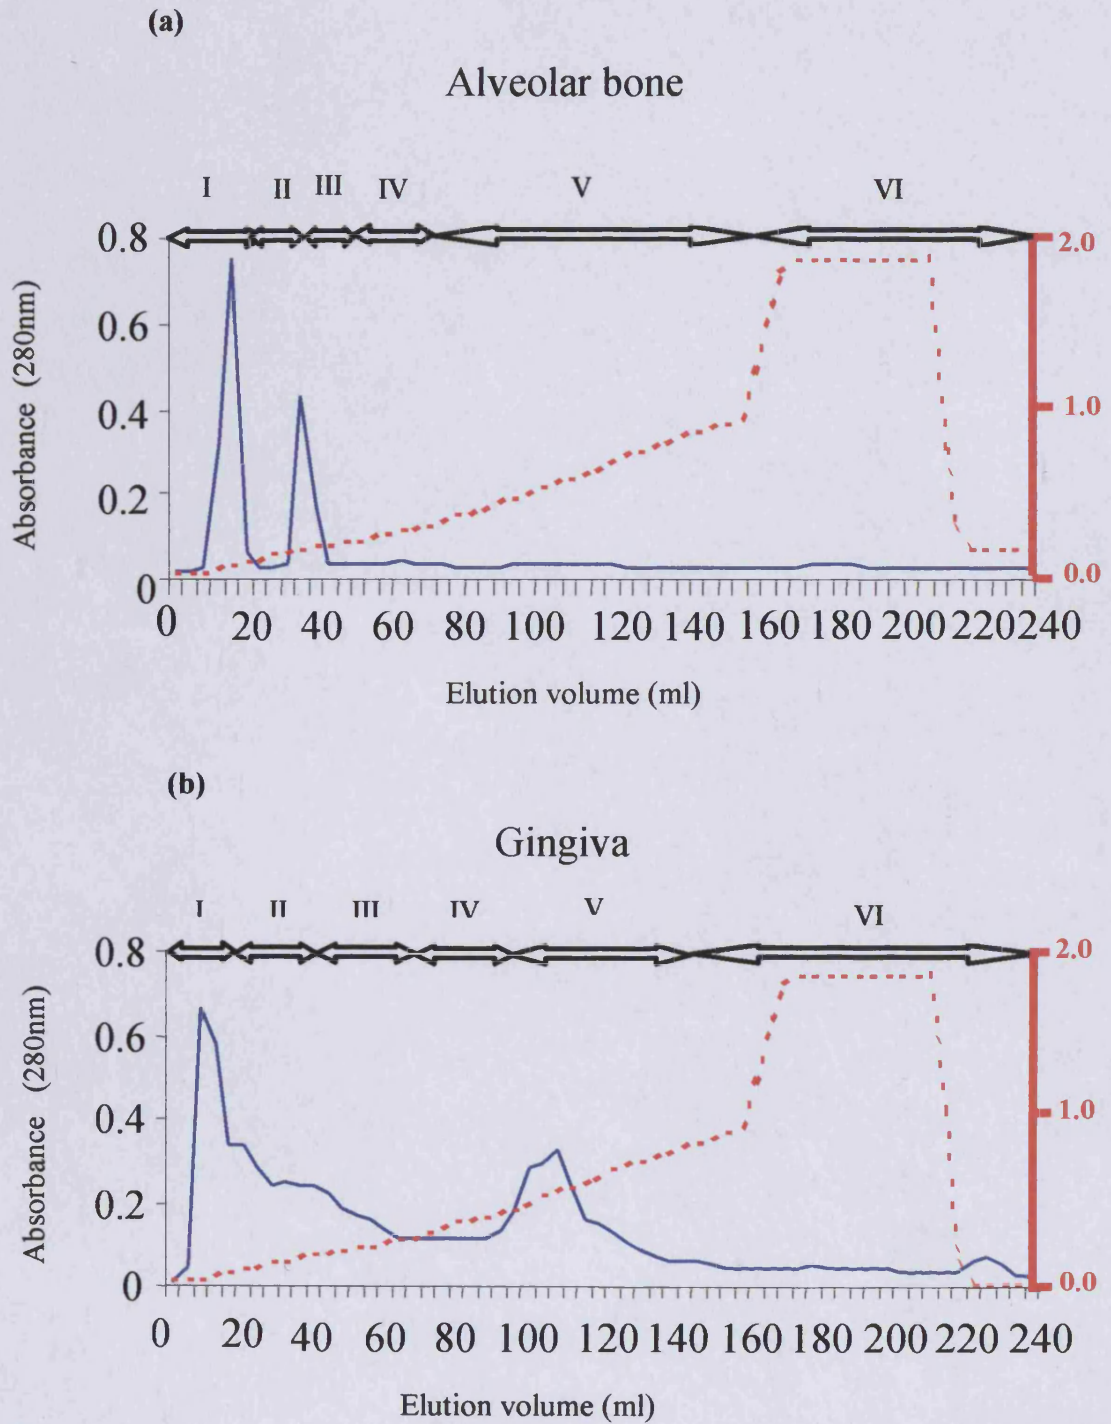 (a)
Alveolar bone
I II III IV V VI
0.8
0.6
0.4
0.2
0
Absorbance (280nm)
2.0
1.0
0.0
0 20 40 60 80 100 120 140 160 180 200 220 240
Elution volume (ml)
(b)
Gingiva
I II III IV V VI
0.8
0.6
0.4
0.2
0
Absorbance (280nm)
2.0
1.0
0.0
0 20 40 60 80 100 120 140 160 180 200 220 240
Elution volume (ml)